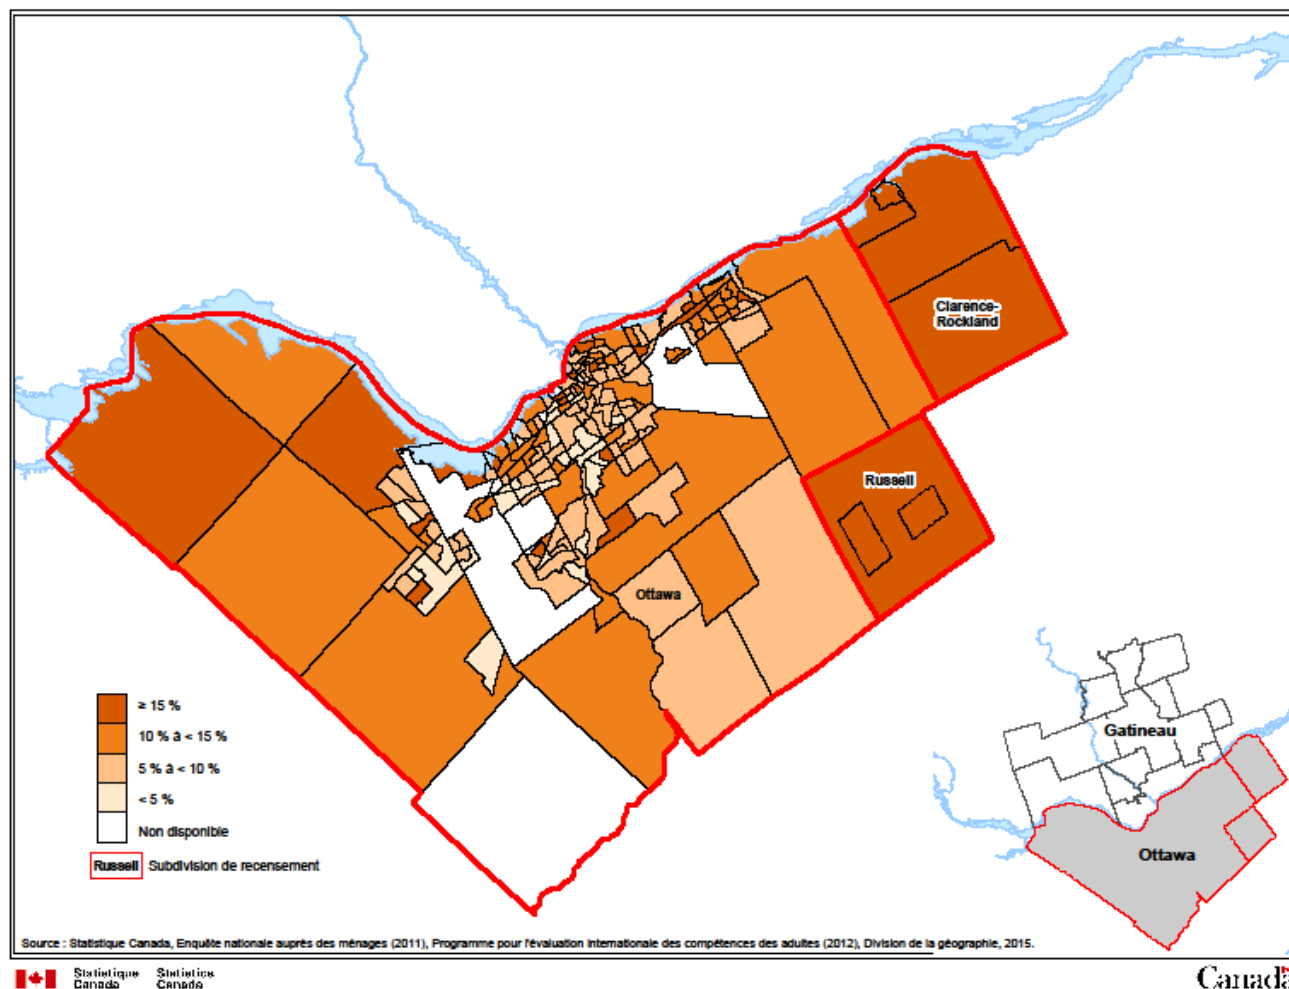 Clarence-
Rockland
Russell
Ottawa
≥ 15 %
10 % à < 15 %
5 % à < 10 %
< 5 %
Non disponible
Russell Subdivision de recensement
Gatineau
Ottawa
Source : Statistique Canada, Enquête nationale auprès des ménages (2011), Programme pour l'évaluation internationale des compétences des adultes (2012), Division de la géographie, 2015.
Statistique Statistics
Canada Canada
Canada